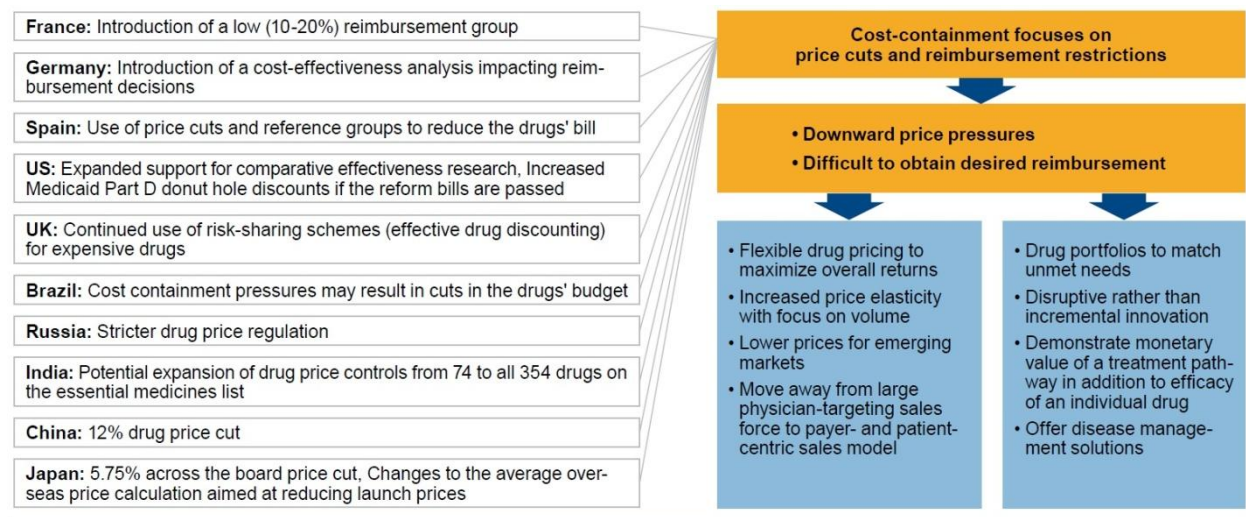 France: Introduction of a low (10-20%) reimbursement group
Germany: Introduction of a cost-effectiveness analysis impacting reim-
bursement decisions
Spain: Use of price cuts and reference groups to reduce the drugs' bill
US: Expanded support for comparative effectiveness research, Increased
Medicaid Part D donut hole discounts if the reform bills are passed
UK: Continued use of risk-sharing schemes (effective drug discounting)
for expensive drugs
Brazil: Cost containment pressures may result in cuts in the drugs' budget
Russia: Stricter drug price regulation
India: Potential expansion of drug price controls from 74 to all 354 drugs on
the essential medicines list
China: 12% drug price cut
Japan: 5.75% across the board price cut, Changes to the average over-
seas price calculation aimed at reducing launch prices
Cost-containment focuses on
price cuts and reimbursement restrictions
• Downward price pressures
• Difficult to obtain desired reimbursement
• Flexible drug pricing to
maximize overall returns
• Increased price elasticity
with focus on volume
• Lower prices for emerging
markets
• Move away from large
physician-targeting sales
force to payer- and patient-
centric sales model
• Drug portfolios to match
unmet needs
• Disruptive rather than
incremental innovation
• Demonstrate monetary
value of a treatment path-
way in addition to efficacy
of an individual drug
• Offer disease manage-
ment solutions